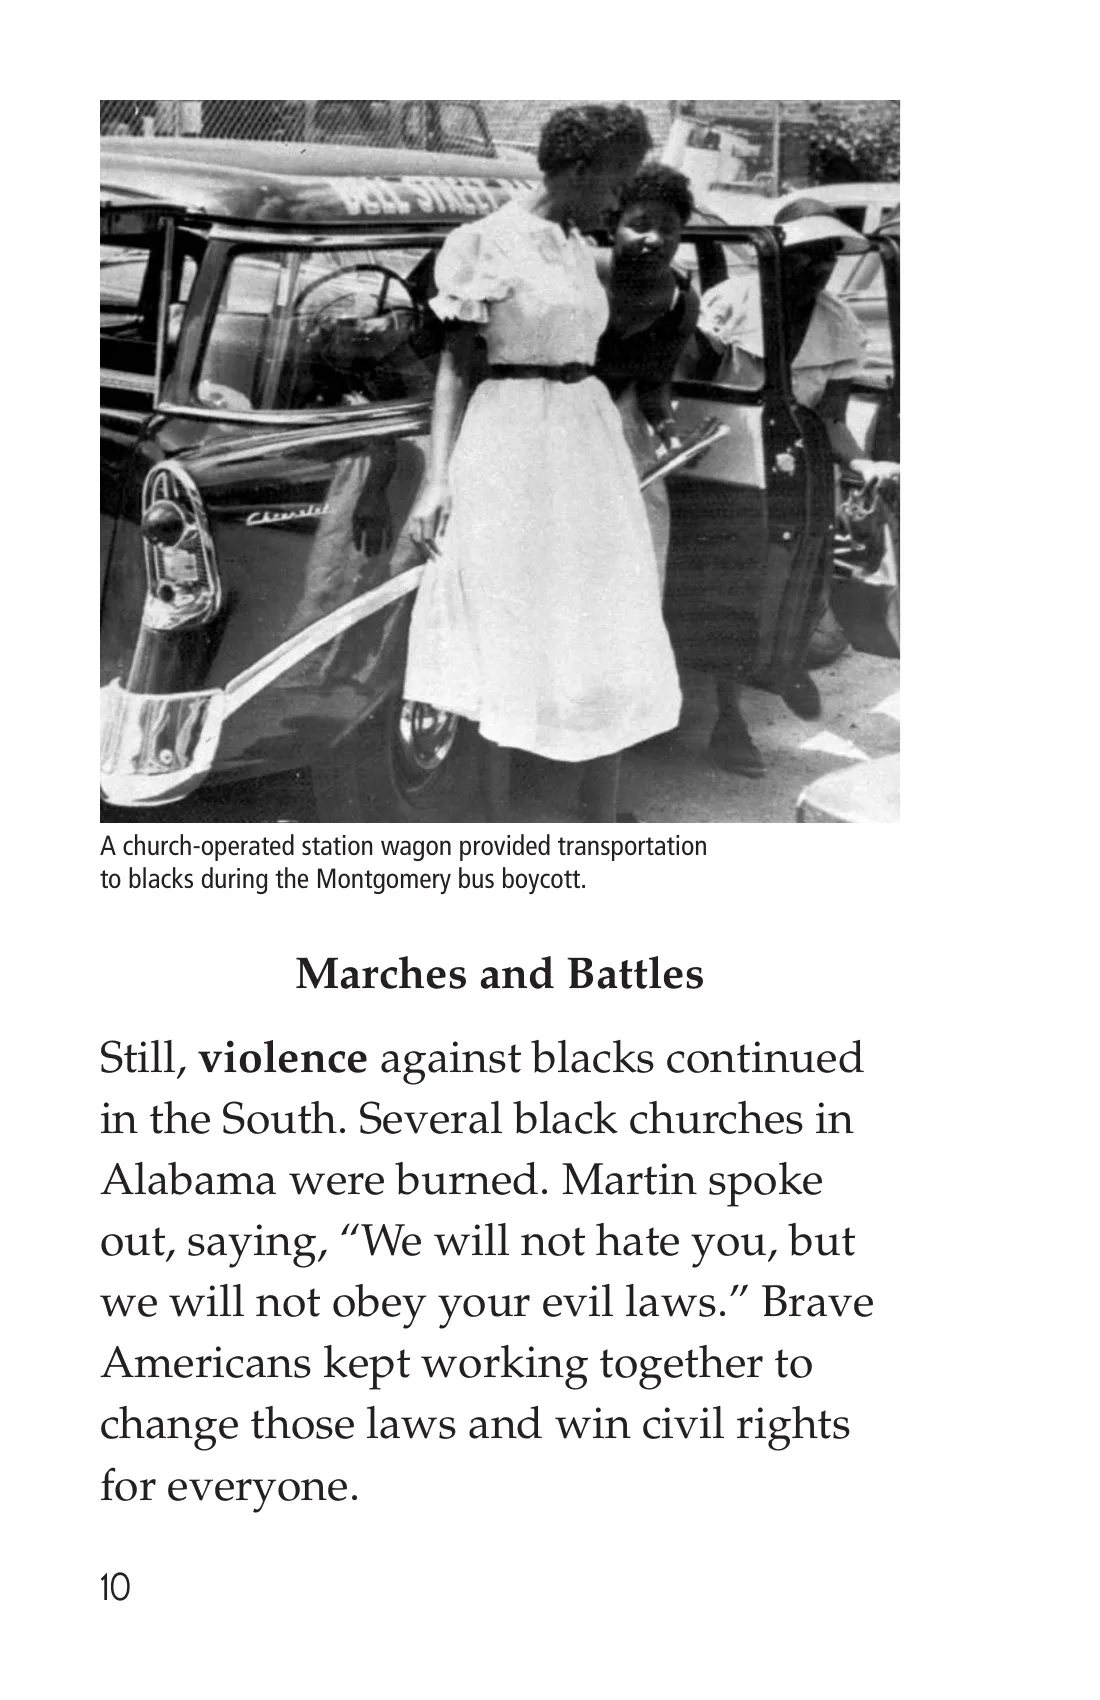 BELL STREET
Chevrolet
A church-operated station wagon provided transportation
to blacks during the Montgomery bus boycott.
Marches and Battles
Still, violence against blacks continued
in the South. Several black churches in
Alabama were burned. Martin spoke
out, saying, “We will not hate you, but
we will not obey your evil laws.” Brave
Americans kept working together to
change those laws and win civil rights
for everyone.
10